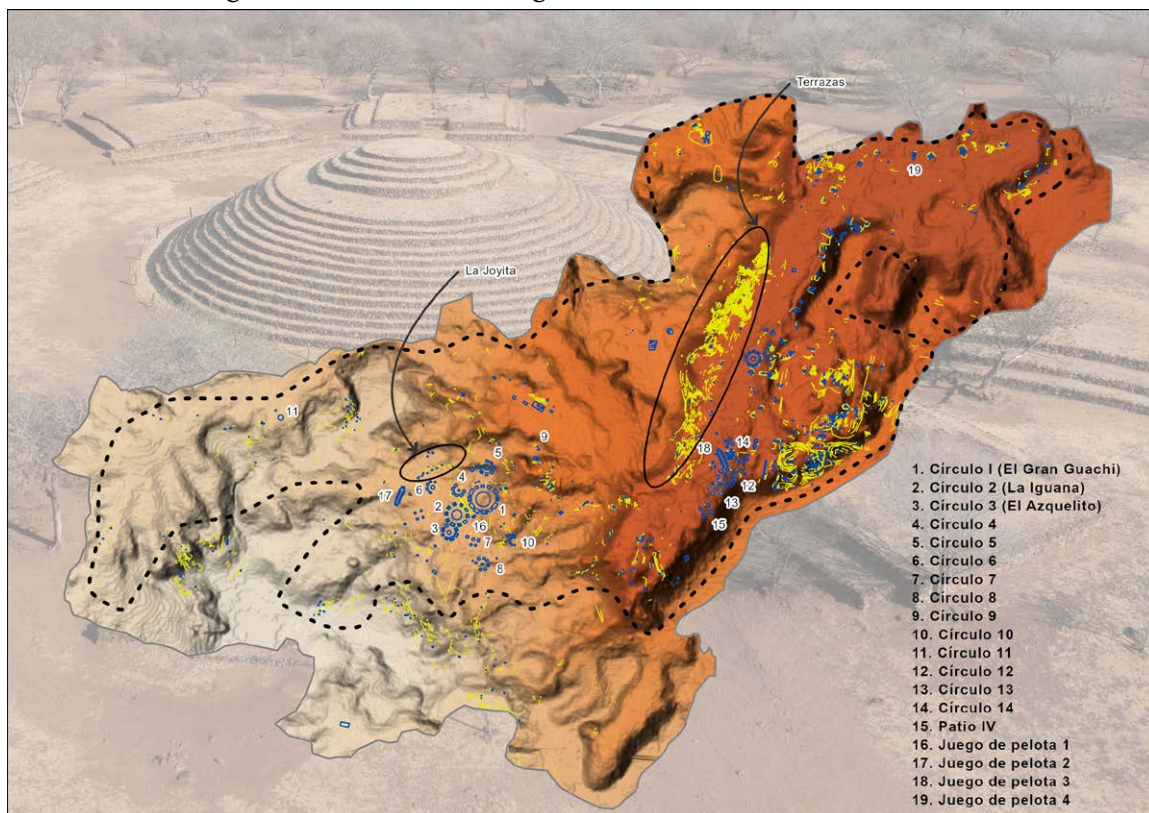 Terrazas
19
La Joyita
11
9
5
18
14
4
17
6
12
1
2
13
16
3
7
10
15
8
1. Círculo I (El Gran Guachi)
2. Circulo 2 (La Iguana)
3. Circulo 3 (El Azquelito)
4. Círculo 4
5. Círculo 5
6. Círculo 6
7. Círculo 7
8. Círculo 8
9. Círculo 9
10. Círculo 10
11. Círculo 11
12. Círculo 12
13. Círculo 13
14. Círculo 14
15. Patio IV
16. Juego de pelota 1
17. Juego de pelota 2
18. Juego de pelota 3
19. Juego de pelota 4